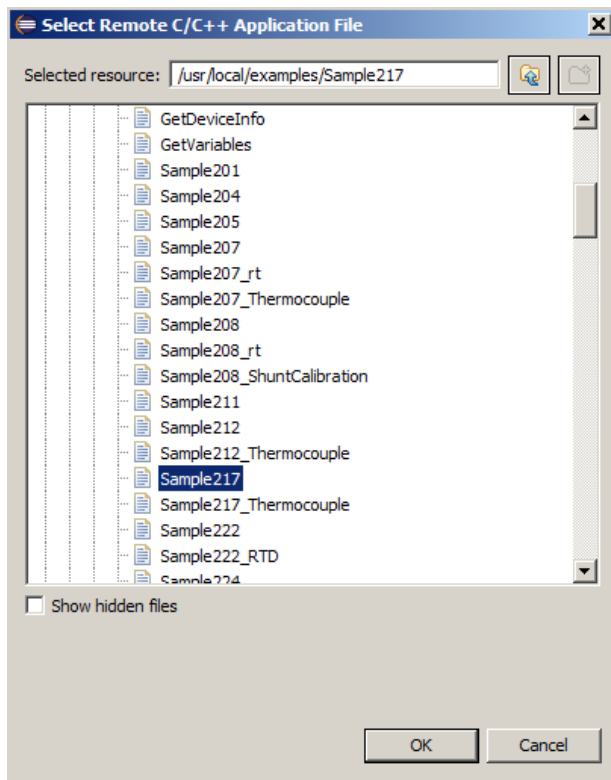 Select Remote C/C++ Application File
Selected resource: /usr/local/examples/Sample217
GetDeviceInfo
GetVariables
Sample201
Sample204
Sample205
Sample207
Sample207_rt
Sample207_Thermocouple
Sample208
Sample208_rt
Sample208_ShuntCalibration
Sample211
Sample212
Sample212_Thermocouple
Sample217
Sample217_Thermocouple
Sample222
Sample222_RTD
Sample224
Show hidden files
OK Cancel